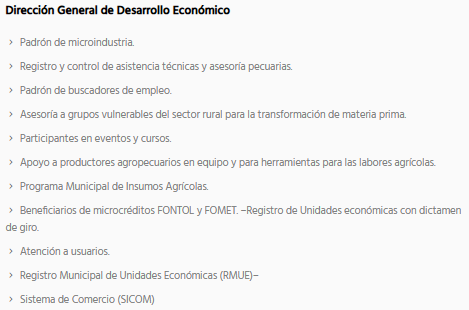 Dirección General de Desarrollo Económico
› Padrón de microindustria.
› Registro y control de asistencia técnicas y asesoría pecuarias.
› Padrón de buscadores de empleo.
› Asesoría a grupos vulnerables del sector rural para la transformación de materia prima.
› Participantes en eventos y cursos.
› Apoyo a productores agropecuarios en equipo y para herramientas para las labores agrícolas.
› Programa Municipal de Insumos Agrícolas.
› Beneficiarios de microcréditos FONTOL y FOMET. –Registro de Unidades económicas con dictamen
de giro.
› Atención a usuarios.
› Registro Municipal de Unidades Económicas (RMUE)–
› Sistema de Comercio (SICOM)